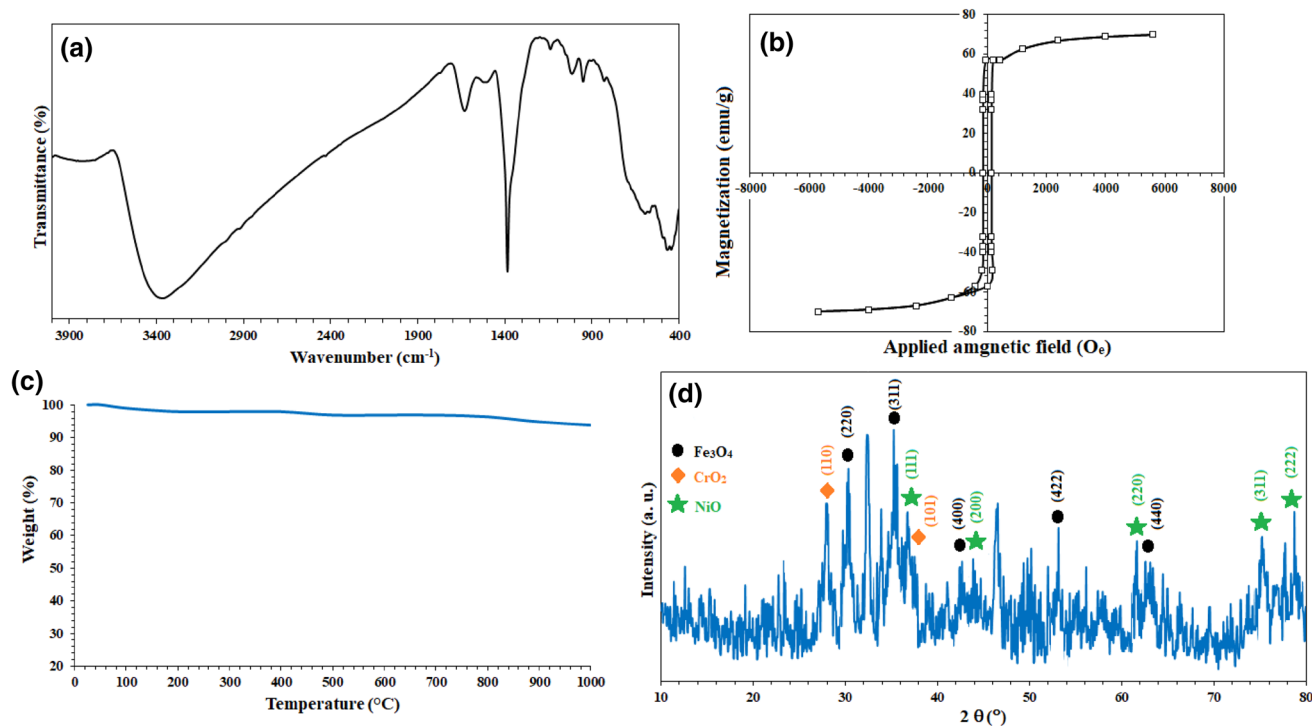 (a)
Transmittance (%)
3900 3400 2900 2400 1900 1400 900 400
Wavenumber (cm-1)
(b)
Magnetization (emu/g)
80
60
40
20
0
-8000 -6000 -4000 -2000 0 2000 4000 6000 8000
-20
-40
-60
-80
Applied amgnetic field (Oe)
(c)
Weight (%)
100
90
80
70
60
50
40
30
20
0 100 200 300 400 500 600 700 800 900 1000
Temperature (°C)
(d)
Fe3O4
CrO2
NiO
(110)
(220)
(311)
(111)
(101)
(400)
(200)
(422)
(220)
(440)
(311)
(222)
Intensity (a. u.)
10 20 30 40 50 60 70 80
2 θ (°)